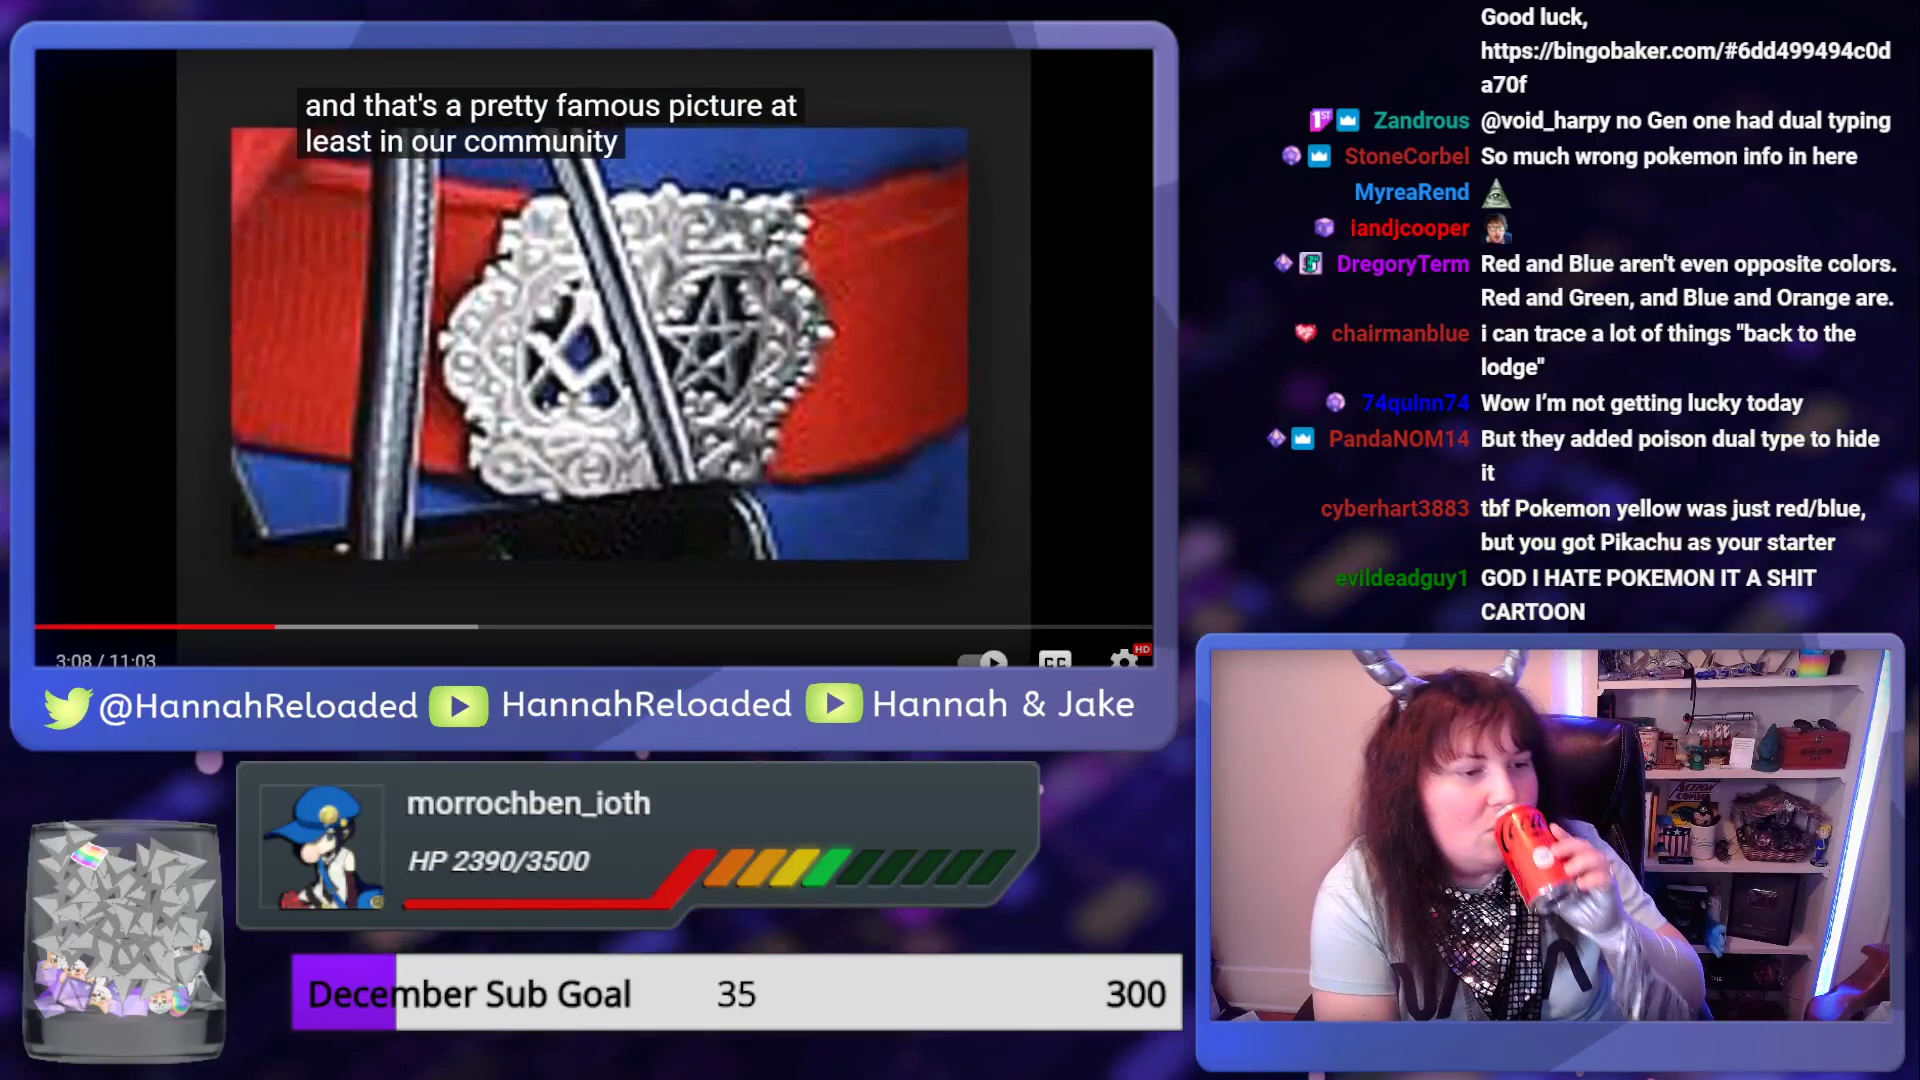 and that's a pretty famous picture at
least in our community
3:08 / 11:03
CC
HD
@HannahReloaded HannahReloaded Hannah & Jake
morrochben_ioth
HP 2390/3500
December Sub Goal 35 300
Good luck,
https://bingobaker.com/#6dd499494c0d
a70f
1ST Zandrous @void_harpy no Gen one had dual typing
StoneCorbel So much wrong pokemon info in here
MyreaRend
iandjcooper
DregoryTerm Red and Blue aren't even opposite colors.
Red and Green, and Blue and Orange are.
chairmanblue i can trace a lot of things "back to the
lodge"
74quinn74 Wow I’m not getting lucky today
PandaNOM14 But they added poison dual type to hide
it
cyberhart3883 tbf Pokemon yellow was just red/blue,
but you got Pikachu as your starter
evildeadguy1 GOD I HATE POKEMON IT A SHIT
CARTOON
ACTION